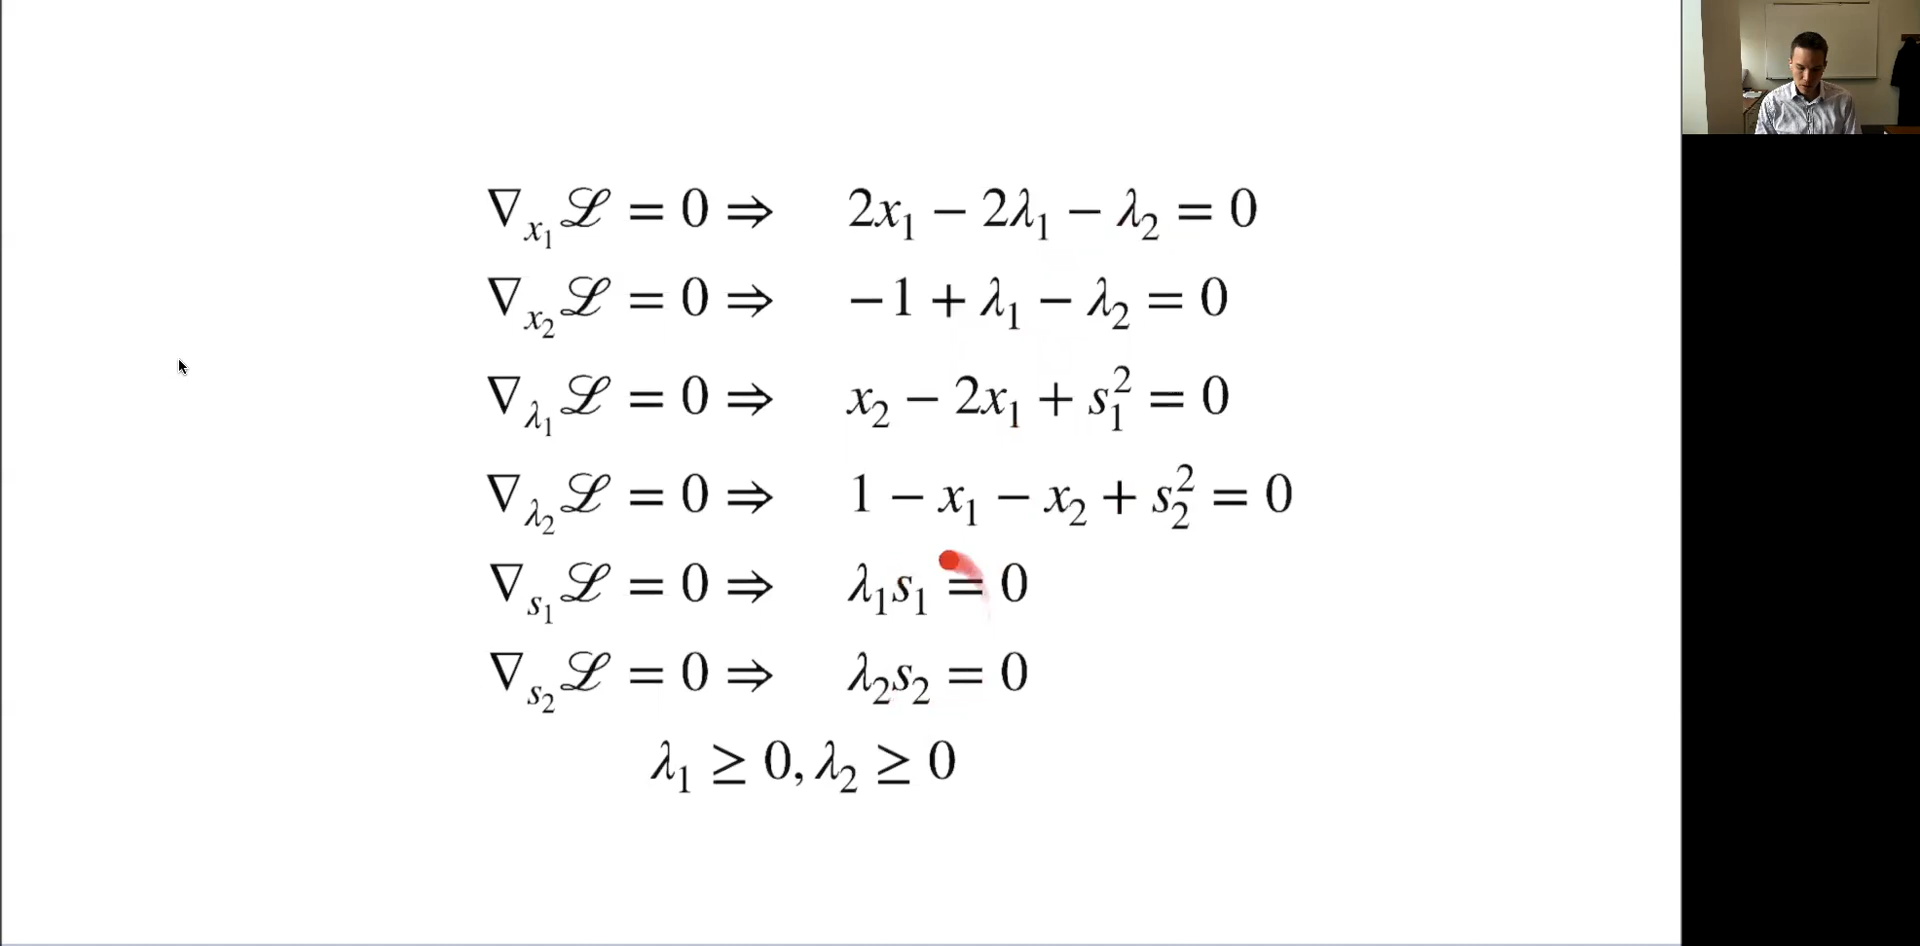 ∇x₁ℒ = 0 ⇒ 2x₁ − 2λ₁ − λ₂ = 0
∇x₂ℒ = 0 ⇒ −1 + λ₁ − λ₂ = 0
∇λ₁ℒ = 0 ⇒ x₂ − 2x₁ + s₁² = 0
∇λ₂ℒ = 0 ⇒ 1 − x₁ − x₂ + s₂² = 0
∇s₁ℒ = 0 ⇒ λ₁s₁ = 0
∇s₂ℒ = 0 ⇒ λ₂s₂ = 0
λ₁ ≥ 0, λ₂ ≥ 0